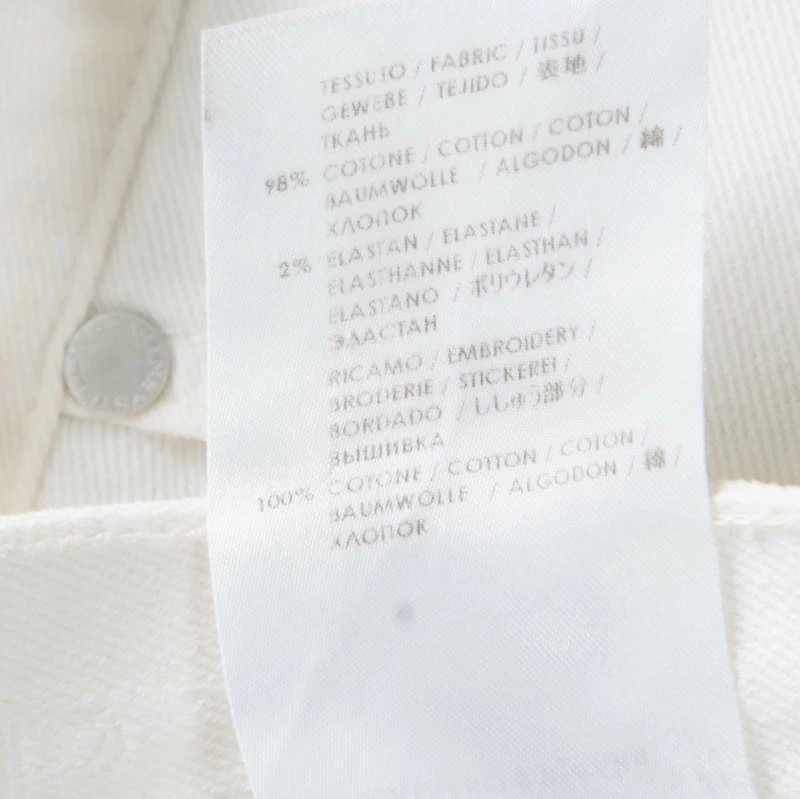 TESSUTO / FABRIC / TISSU /
GEWEBE / TEJIDO / 表地 /
ТКАНЬ
98% COTONE / COTTON / COTON /
BAUMWOLLE / ALGODON / 綿 /
ХЛОПОК
2% ELASTAN / ELASTANE /
ELASTHANNE / ELASTHAN /
ELASTANO / ポリウレタン /
ЭЛАСТАН
RICAMO / EMBROIDERY /
BRODERIE / STICKEREI /
BORDADO / ししゅう部分 /
ВЫШИВКА
100% COTONE / COTTON / COTON /
BAUMWOLLE / ALGODON / 綿 /
ХЛОПОК